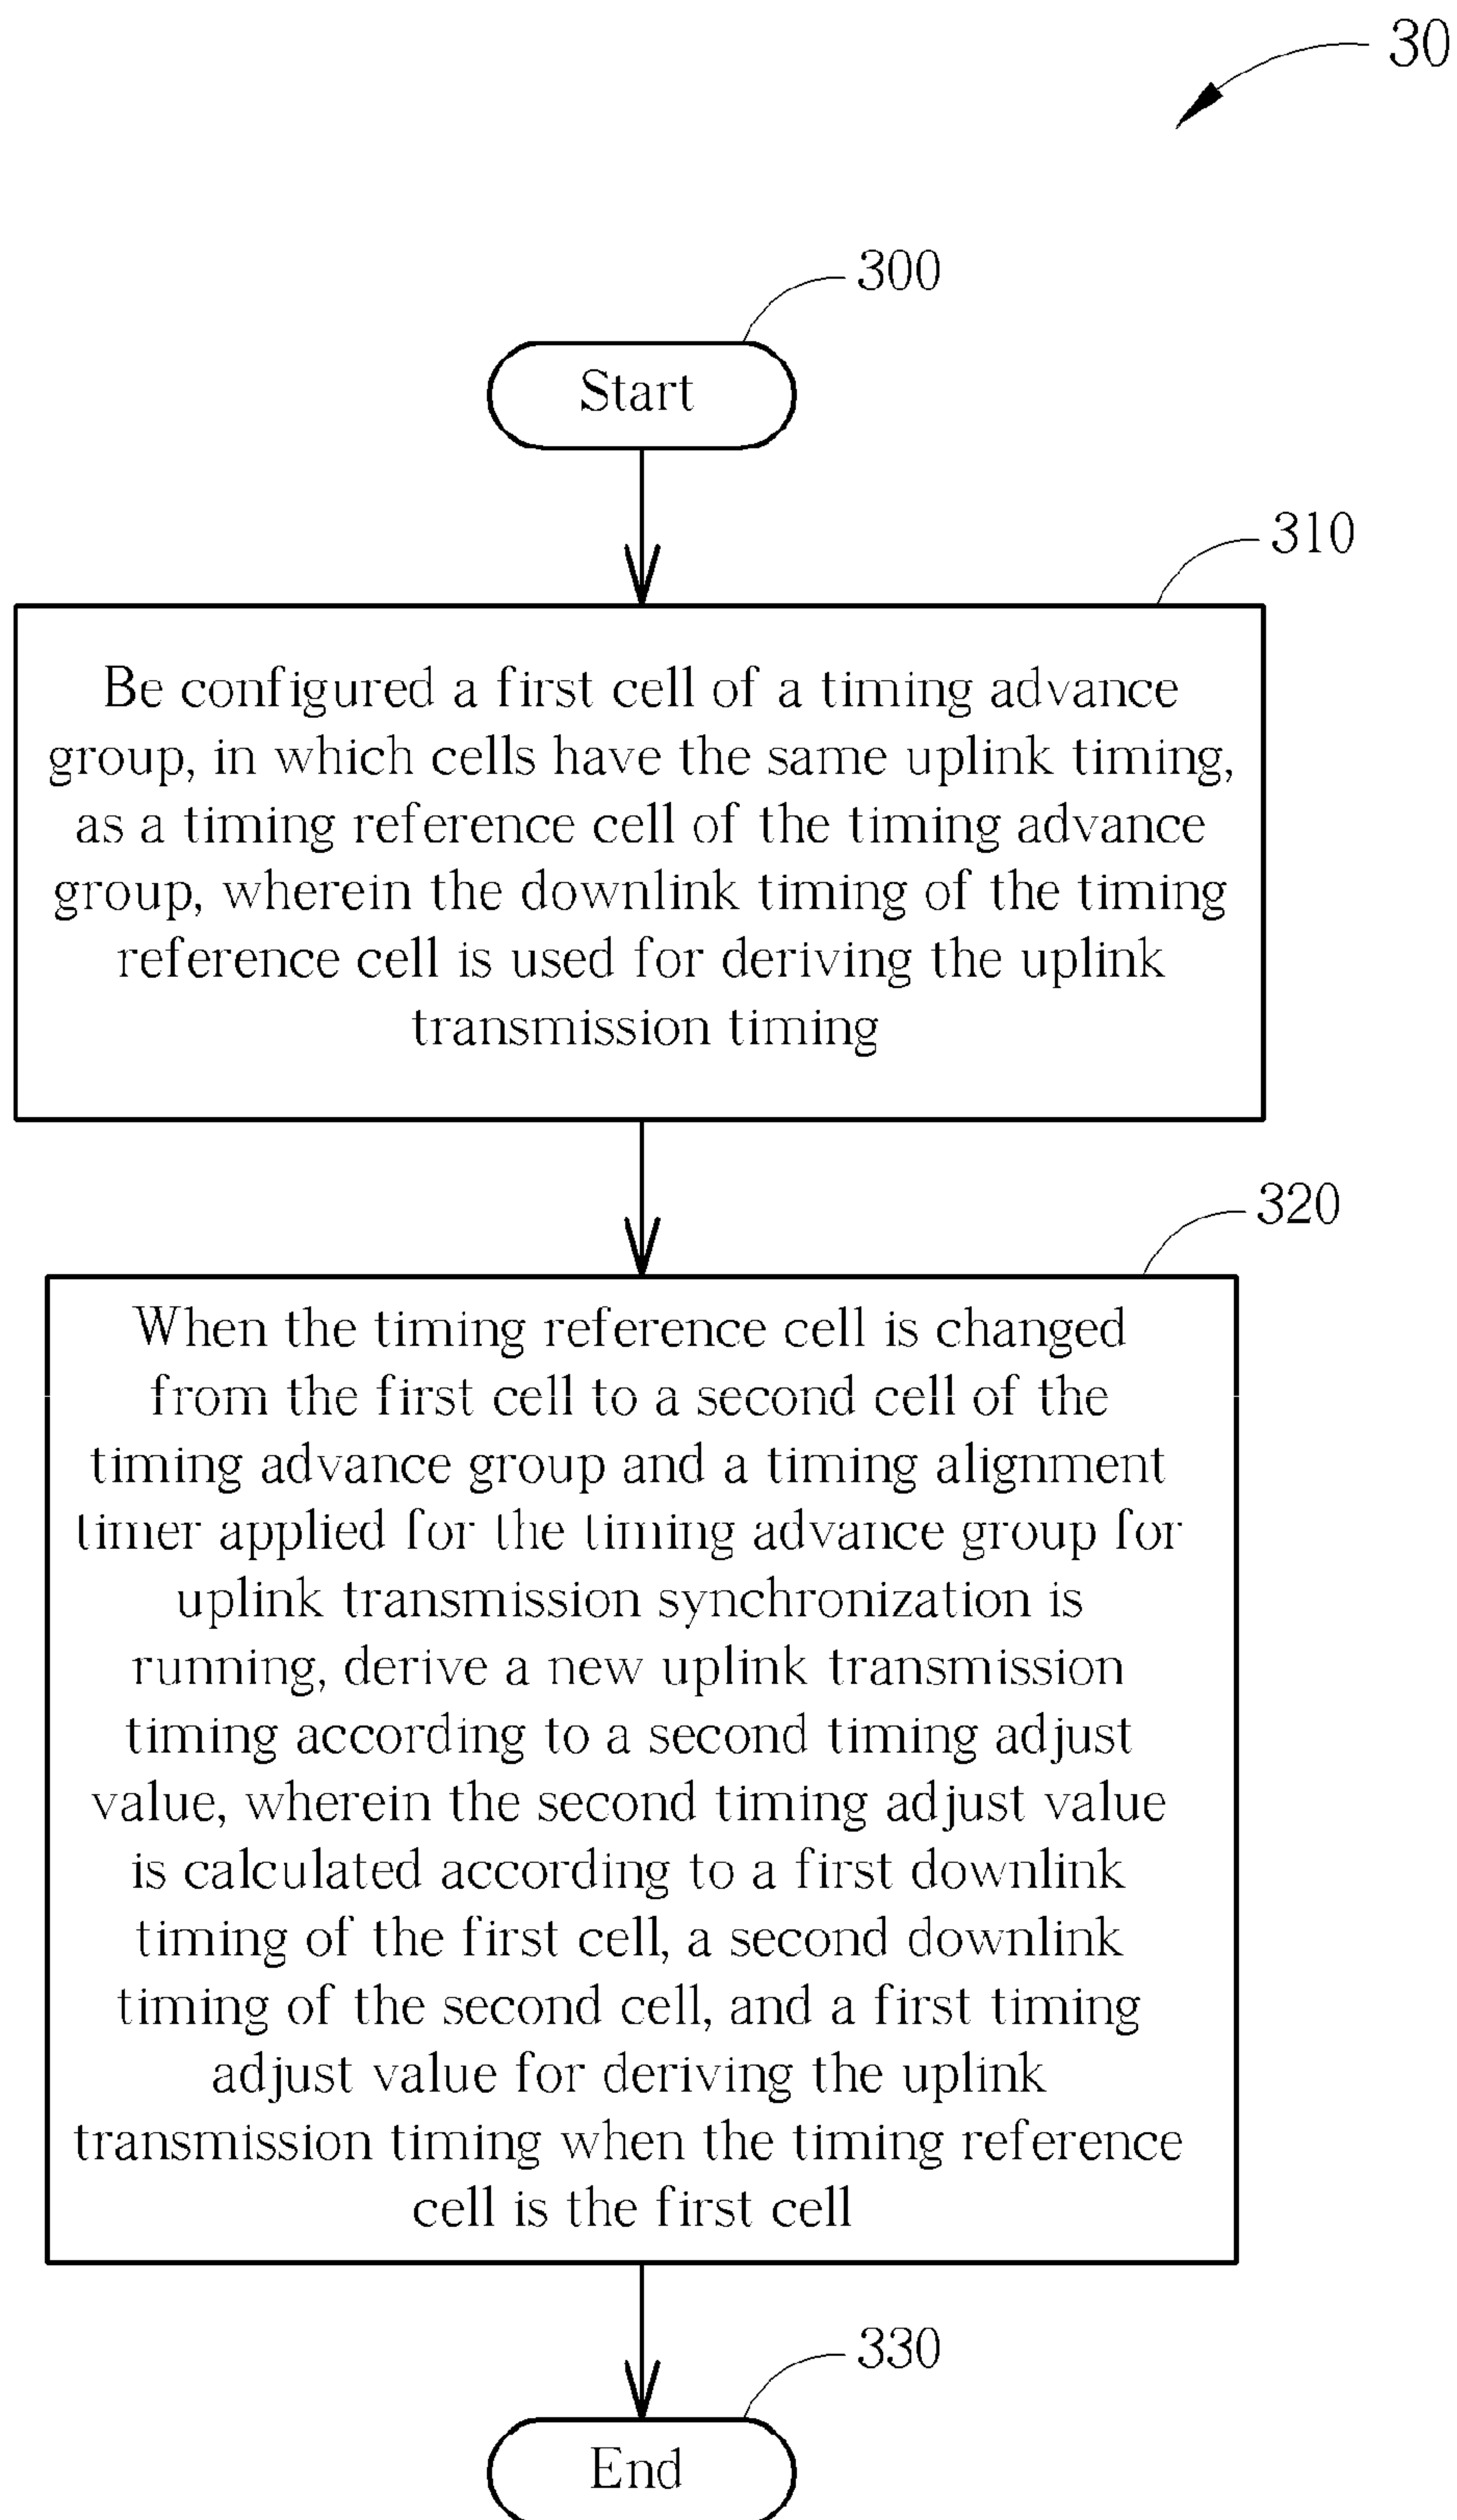 30
300
Start
310
Be configured a first cell of a timing advance
group, in which cells have the same uplink timing,
as a timing reference cell of the timing advance
group, wherein the downlink timing of the timing
reference cell is used for deriving the uplink
transmission timing
320
When the timing reference cell is changed
from the first cell to a second cell of the
timing advance group and a timing alignment
timer applied for the timing advance group for
uplink transmission synchronization is
running, derive a new uplink transmission
timing according to a second timing adjust
value, wherein the second timing adjust value
is calculated according to a first downlink
timing of the first cell, a second downlink
timing of the second cell, and a first timing
adjust value for deriving the uplink
transmission timing when the timing reference
cell is the first cell
330
End